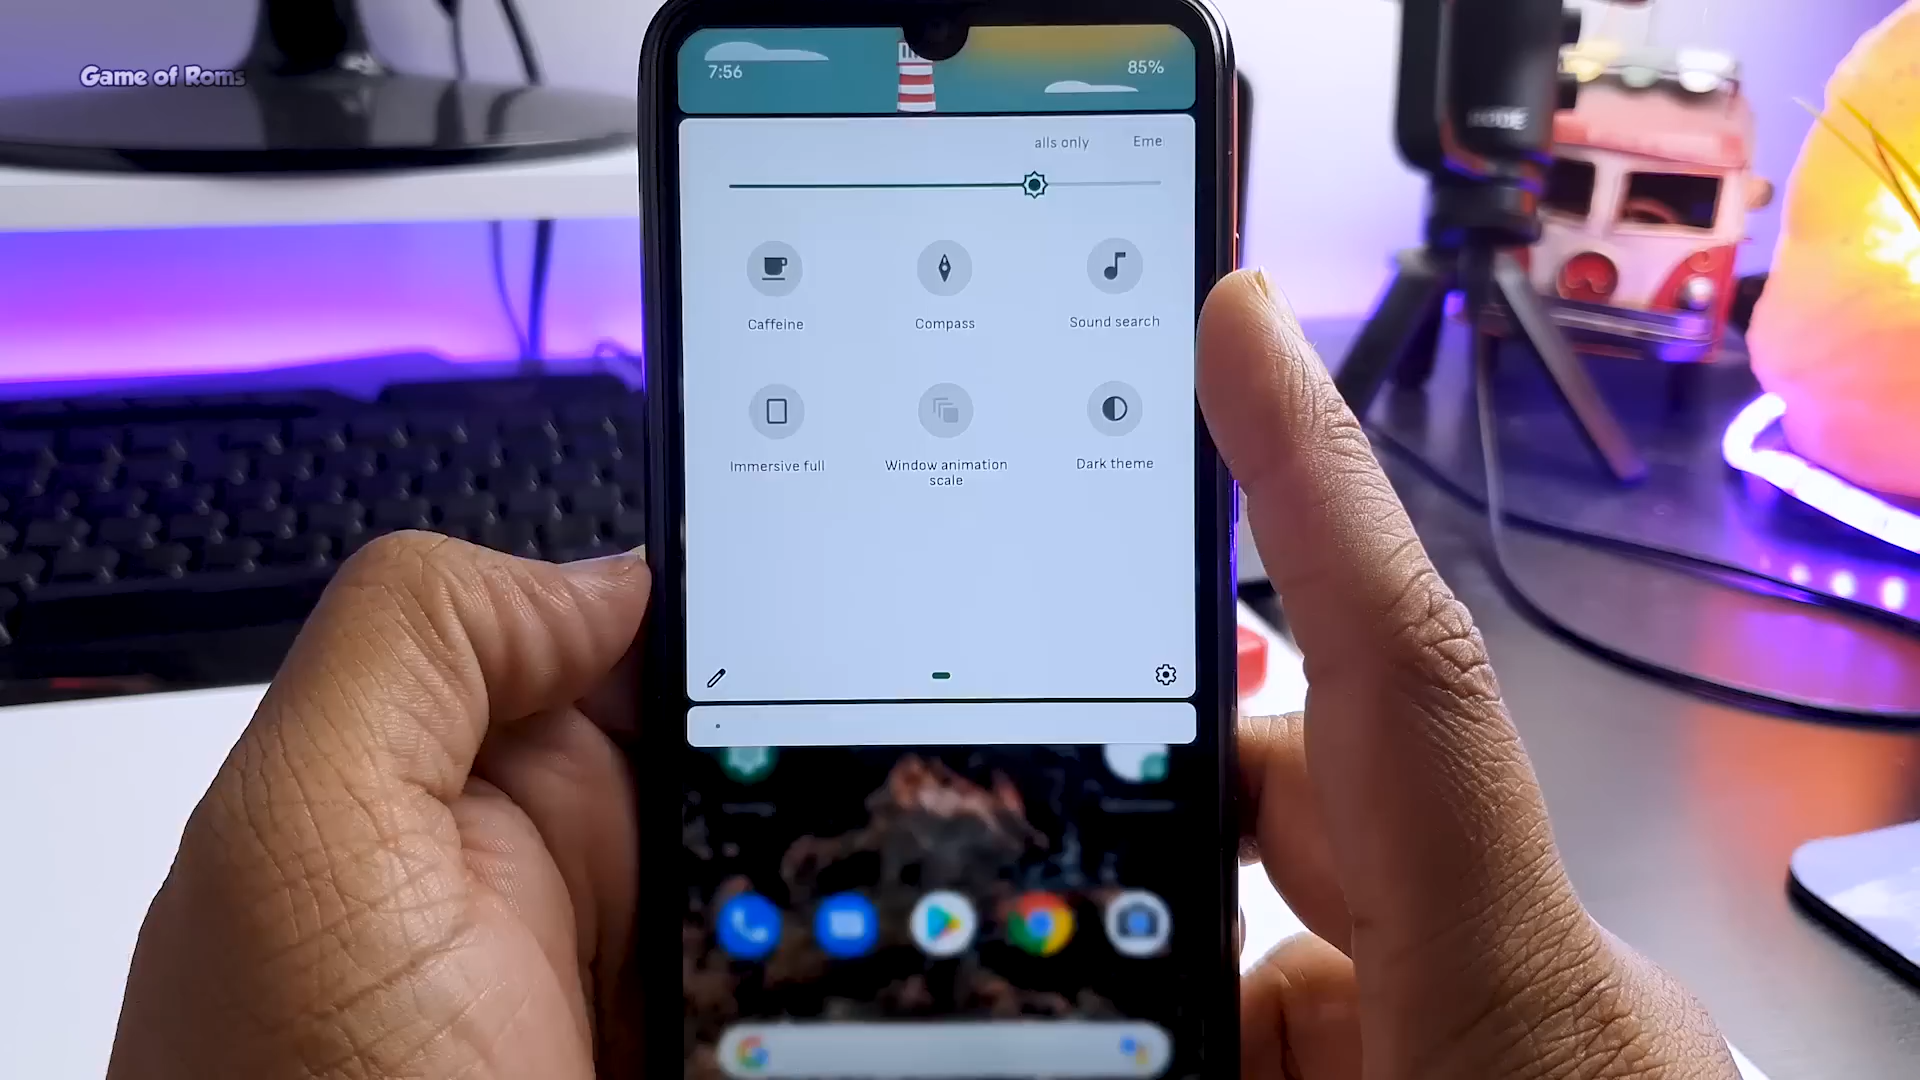 Game of Roms
7:56
85%
alls only
Eme
RODE
Caffeine
Compass
Sound search
Immersive full
Window animation
scale
Dark theme